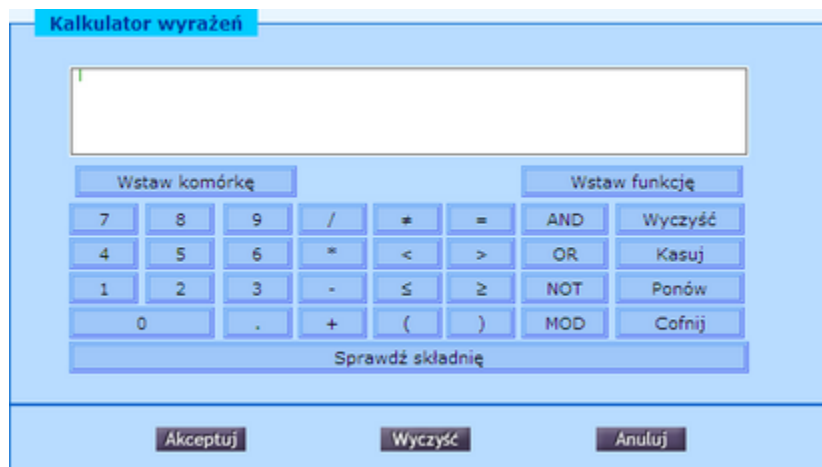 Kalkulator wyrażeń
Wstaw komórkę Wstaw funkcję
7 8 9 / ≠ = AND Wyczyść
4 5 6 * < > OR Kasuj
1 2 3 - ≤ ≥ NOT Ponów
0 . + ( ) MOD Cofnij
Sprawdź składnię
Akceptuj Wyczyść Anuluj